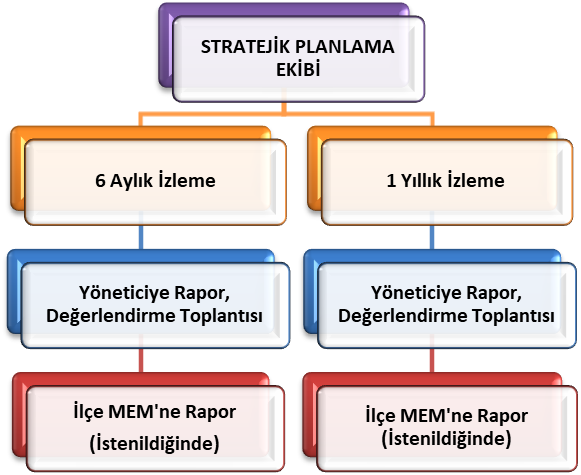 STRATEJİK PLANLAMA
EKİBİ
6 Aylık İzleme
1 Yıllık İzleme
Yöneticiye Rapor,
Değerlendirme Toplantısı
Yöneticiye Rapor,
Değerlendirme Toplantısı
İlçe MEM'ne Rapor
(İstenildiğinde)
İlçe MEM'ne Rapor
(İstenildiğinde)